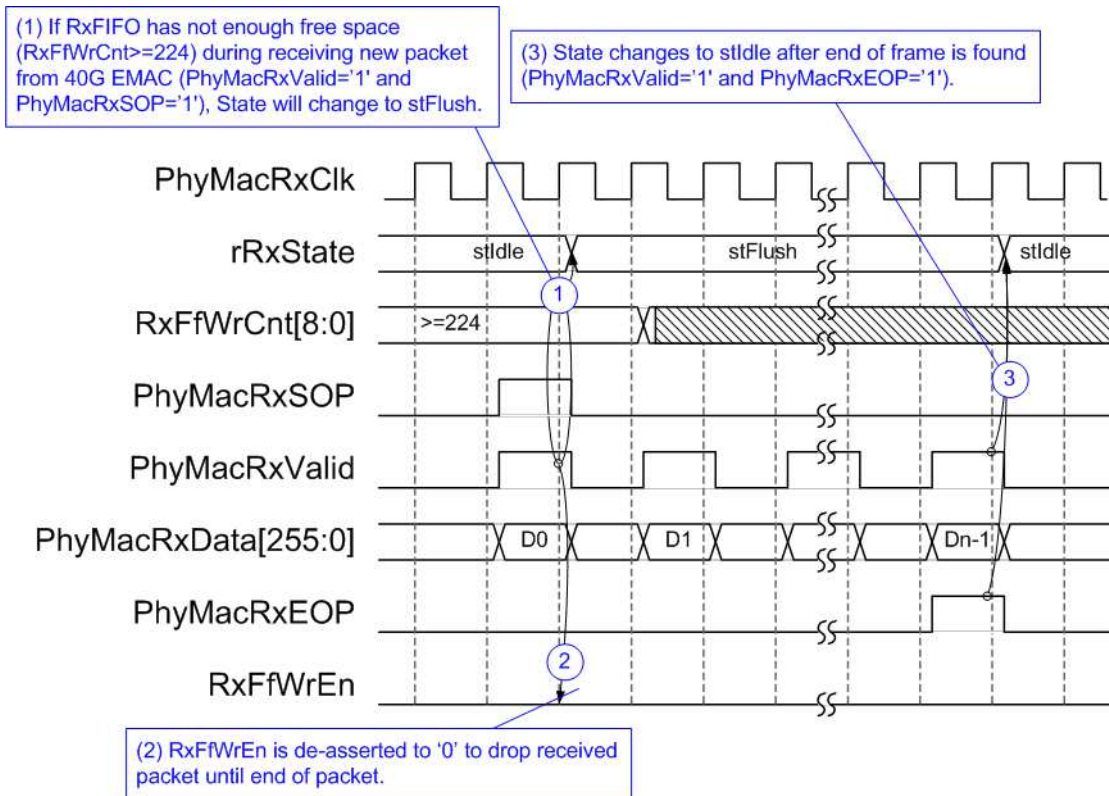 (1) If RxFIFO has not enough free space
(RxFfWrCnt>=224) during receiving new packet
from 40G EMAC (PhyMacRxValid='1' and
PhyMacRxSOP='1'), State will change to stFlush.
(3) State changes to stIdle after end of frame is found
(PhyMacRxValid='1' and PhyMacRxEOP='1').
PhyMacRxClk
rRxState
stIdle
stFlush
stIdle
1
RxFfWrCnt[8:0]
>=224
PhyMacRxSOP
3
PhyMacRxValid
PhyMacRxData[255:0]
D0
D1
Dn-1
PhyMacRxEOP
2
RxFfWrEn
(2) RxFfWrEn is de-asserted to ‘0’ to drop received
packet until end of packet.